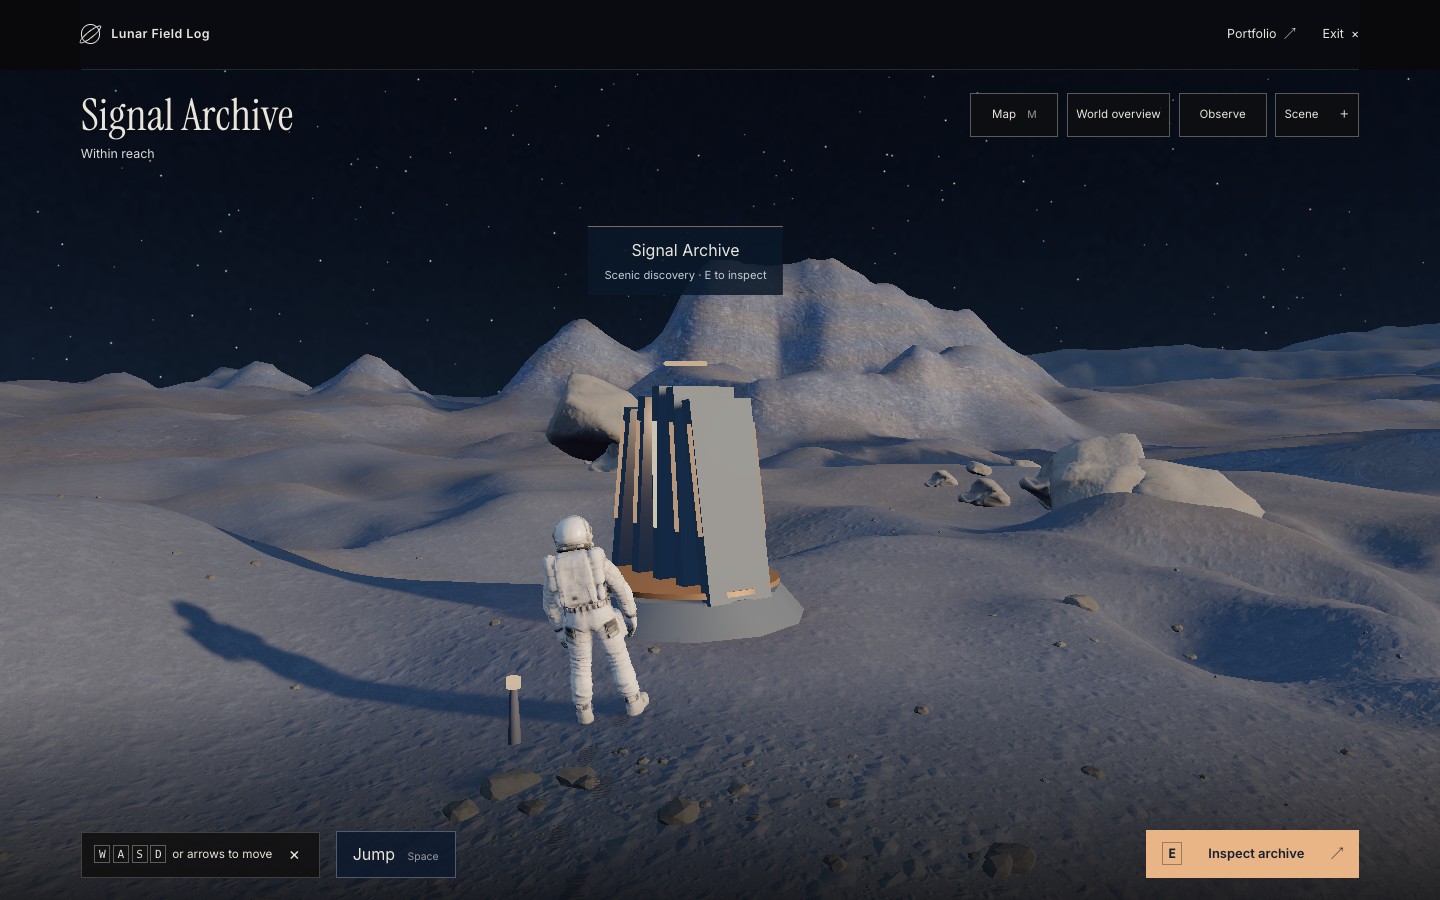 Lunar Field Log
Portfolio ↗
Exit ×
Signal Archive
Within reach
Map M
World overview
Observe
Scene +
Signal Archive
Scenic discovery · E to inspect
W A S D or arrows to move ×
Jump Space
E Inspect archive ↗